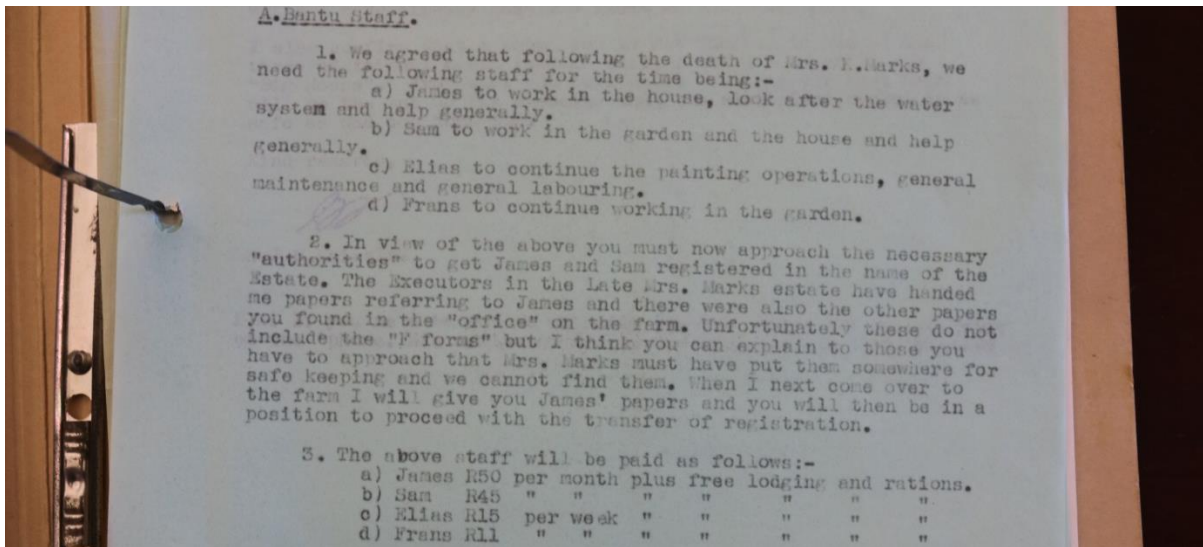 A.Bantu Staff.
1. We agreed that following the death of Mrs. K.Marks, we
need the following staff for the time being:-
a) James to work in the house, look after the water
system and help generally.
b) Sam to work in the garden and the house and help
generally.
c) Elias to continue the painting operations, general
maintenance and general labouring.
d) Frans to continue working in the garden.
2. In view of the above you must now approach the necessary
"authorities" to get James and Sam registered in the name of the
Estate. The Executors in the Late Mrs. Marks estate have handed
me papers referring to James and there were also the other papers
you found in the "office" on the farm. Unfortunately these do not
include the "F forms" but I think you can explain to those you
have to approach that Mrs. Marks must have put them somewhere for
safe keeping and we cannot find them. When I next come over to
the farm I will give you James' papers and you will then be in a
position to proceed with the transfer of registration.
3. The above staff will be paid as follows:-
a) James R50 per month plus free lodging and rations.
b) Sam R45 " " " " " " "
c) Elias R15 per week " " " " "
d) Frans R11 " " " " " " "